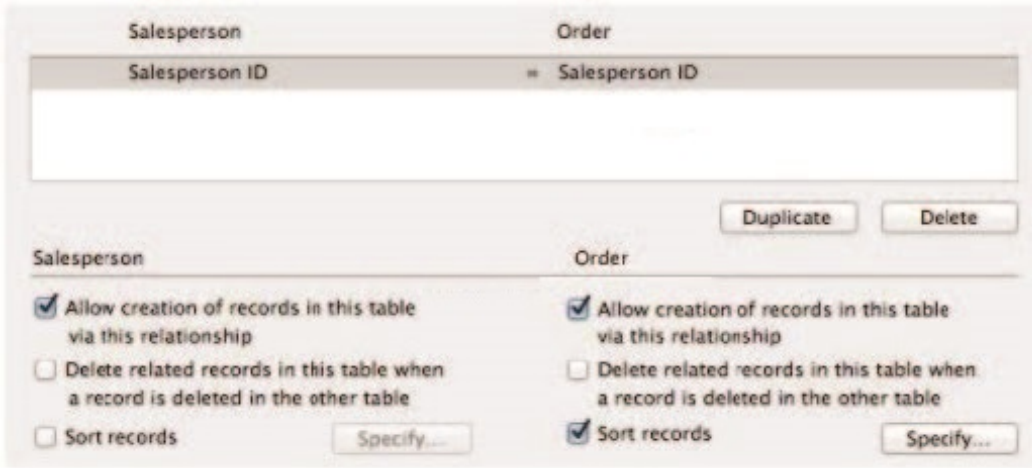 Salesperson Order
Salesperson ID = Salesperson ID
Duplicate Delete
Salesperson Order
Allow creation of records in this table
via this relationship
Delete related records in this table when
a record is deleted in the other table
Sort records Specify...
Allow creation of records in this table
via this relationship
Delete related records in this table when
a record is deleted in the other table
Sort records Specify...